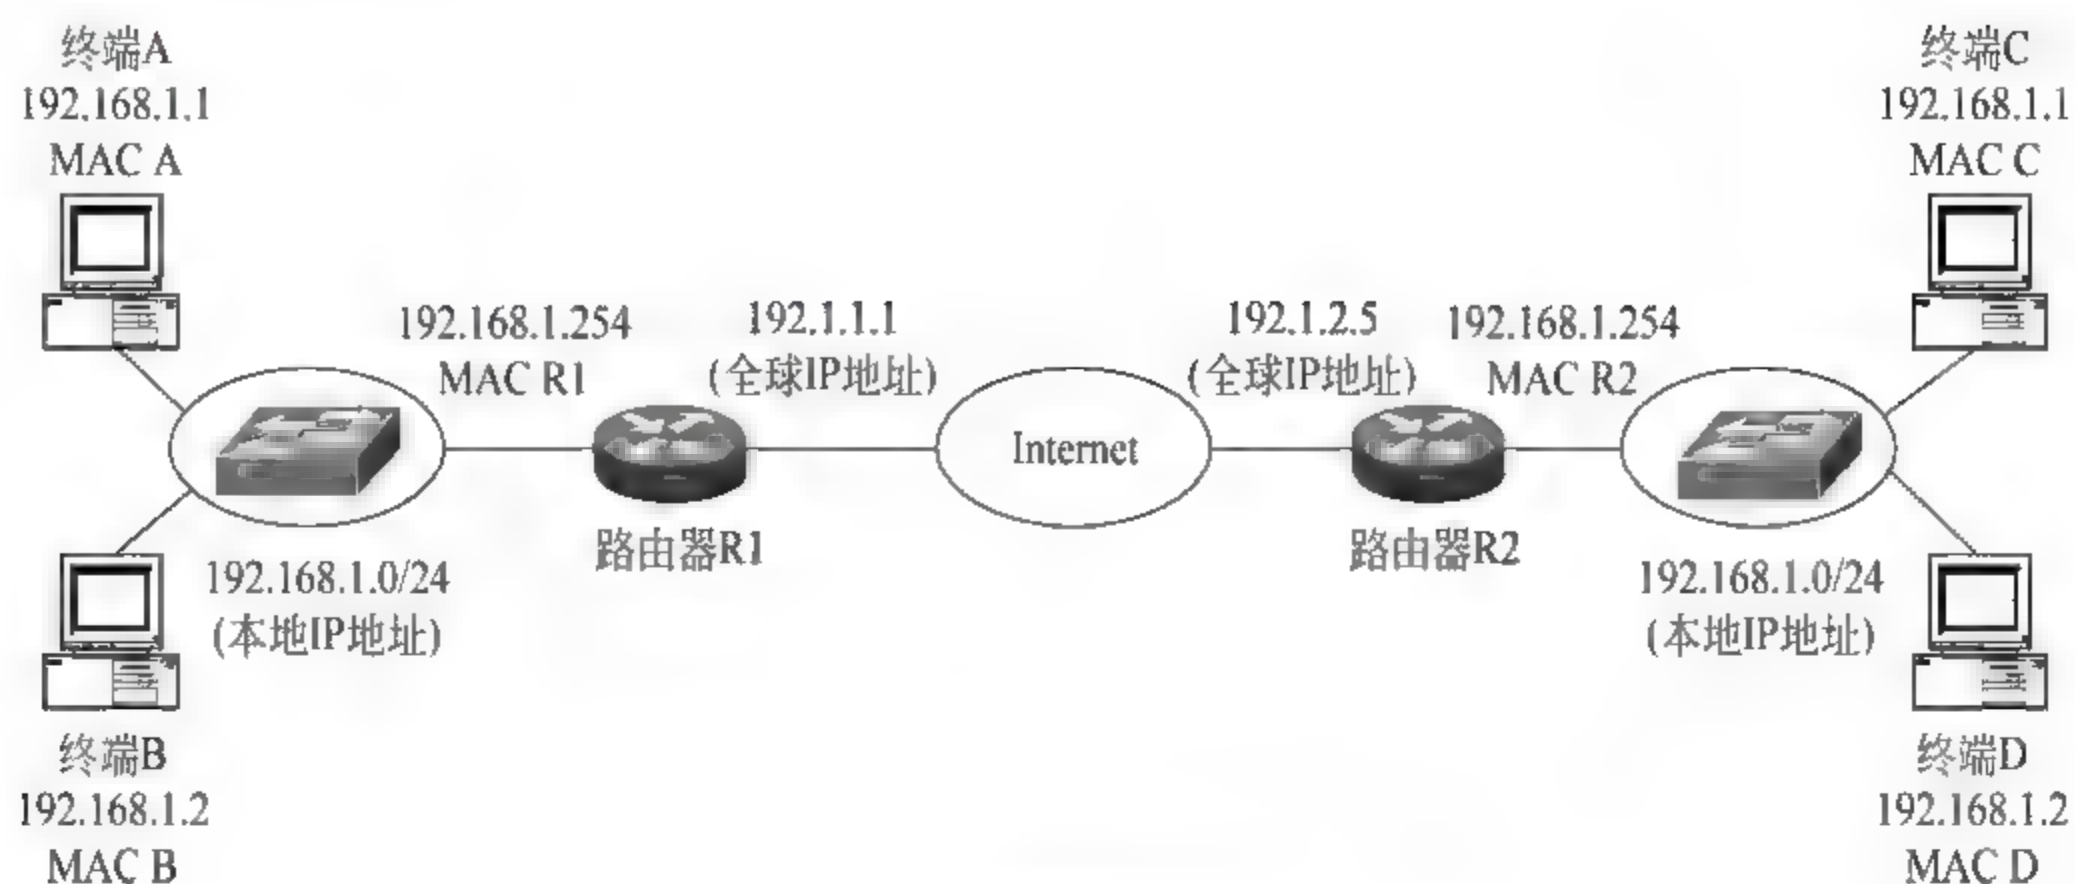 终端A
192.168.1.1
MAC A
终端C
192.168.1.1
MAC C
192.168.1.254
MAC R1
192.1.1.1
(全球IP地址)
192.1.2.5
(全球IP地址)
192.168.1.254
MAC R2
Internet
路由器R1
路由器R2
192.168.1.0/24
(本地IP地址)
192.168.1.0/24
(本地IP地址)
终端B
192.168.1.2
MAC B
终端D
192.168.1.2
MAC D